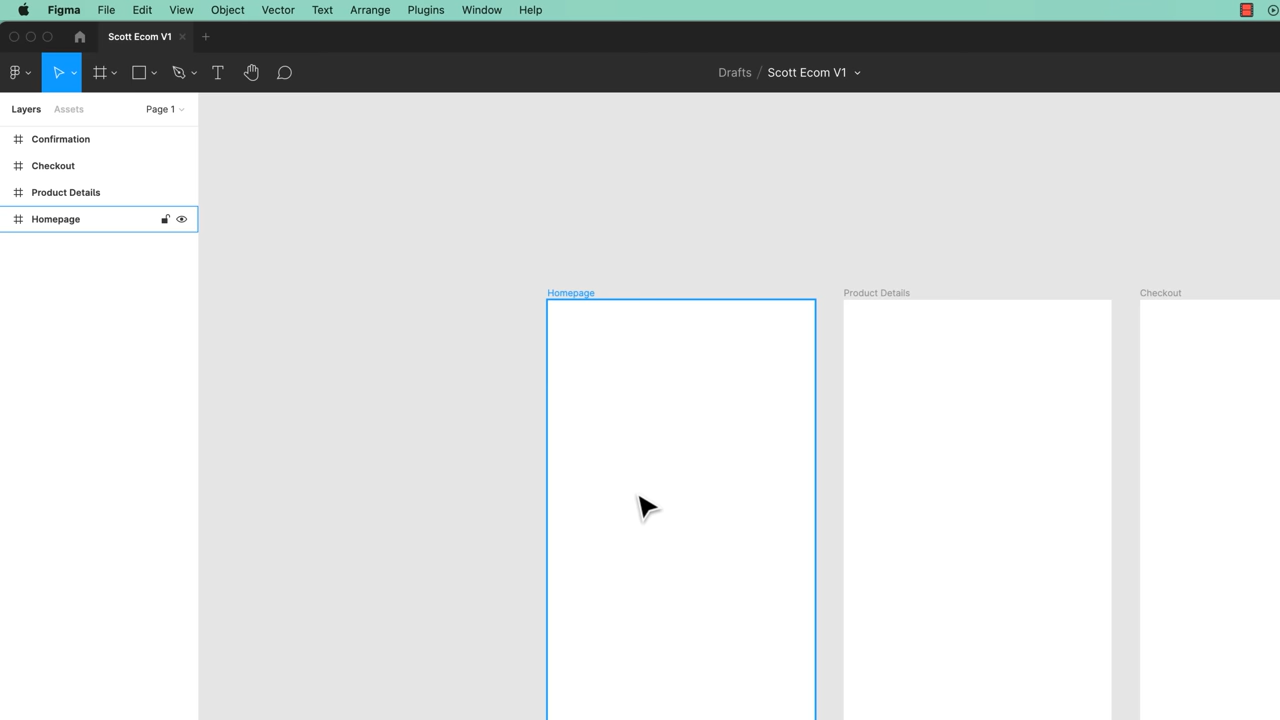 Figma File Edit View Object Vector Text Arrange Plugins Window Help
Scott Ecom V1
Drafts / Scott Ecom V1
Layers Assets Page 1
Confirmation
Checkout
Product Details
Homepage
Homepage Product Details Checkout